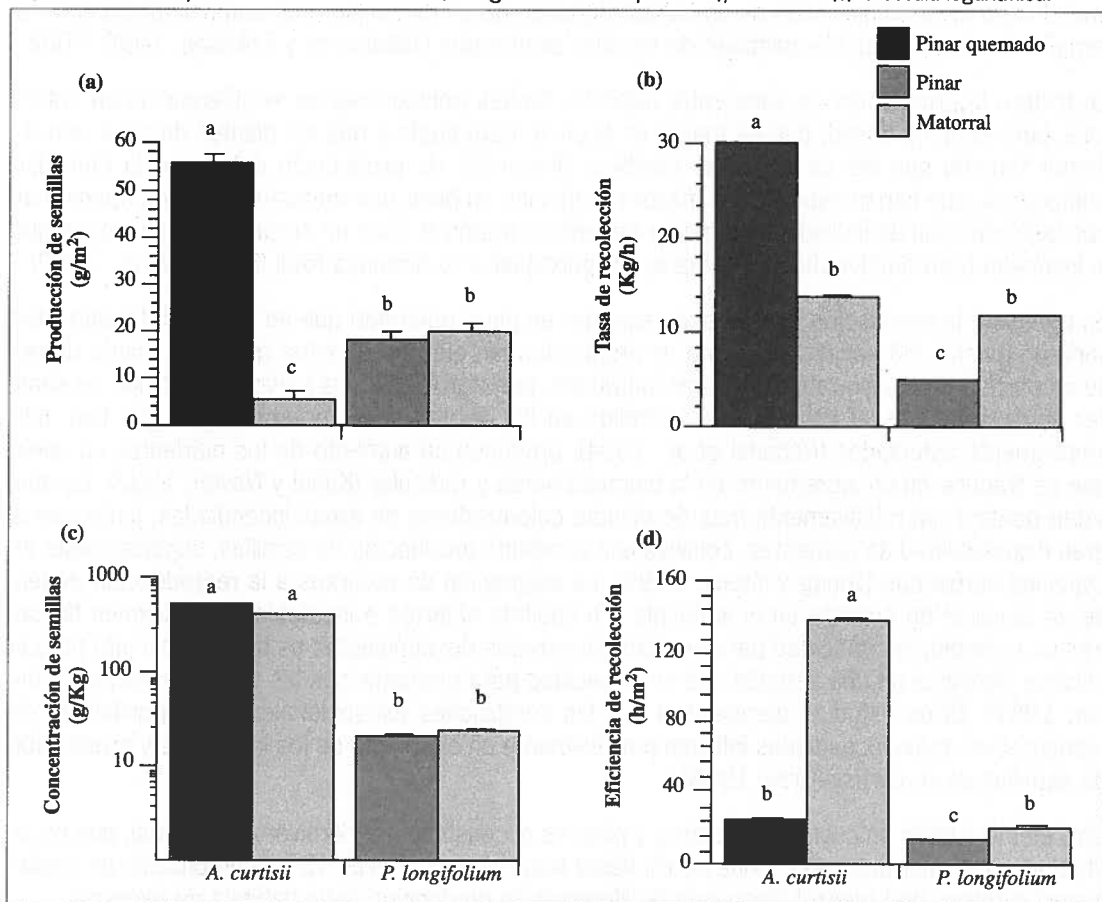 Pinar quemado
Pinar
Matorral
(a)
Producción de semillas
(g/m²)
60
50
40
30
20
10
0
a
c
b
b
(b)
Tasa de recolección
(Kg/h)
30
20
10
0
a
b
c
b
(c)
Concentración de semillas
(g/Kg)
1000
100
10
a
a
b
b
A. curtisii
P. longifolium
(d)
Eficiencia de recolección
(h/m²)
160
120
80
40
0
b
a
c
b
A. curtisii
P. longifolium